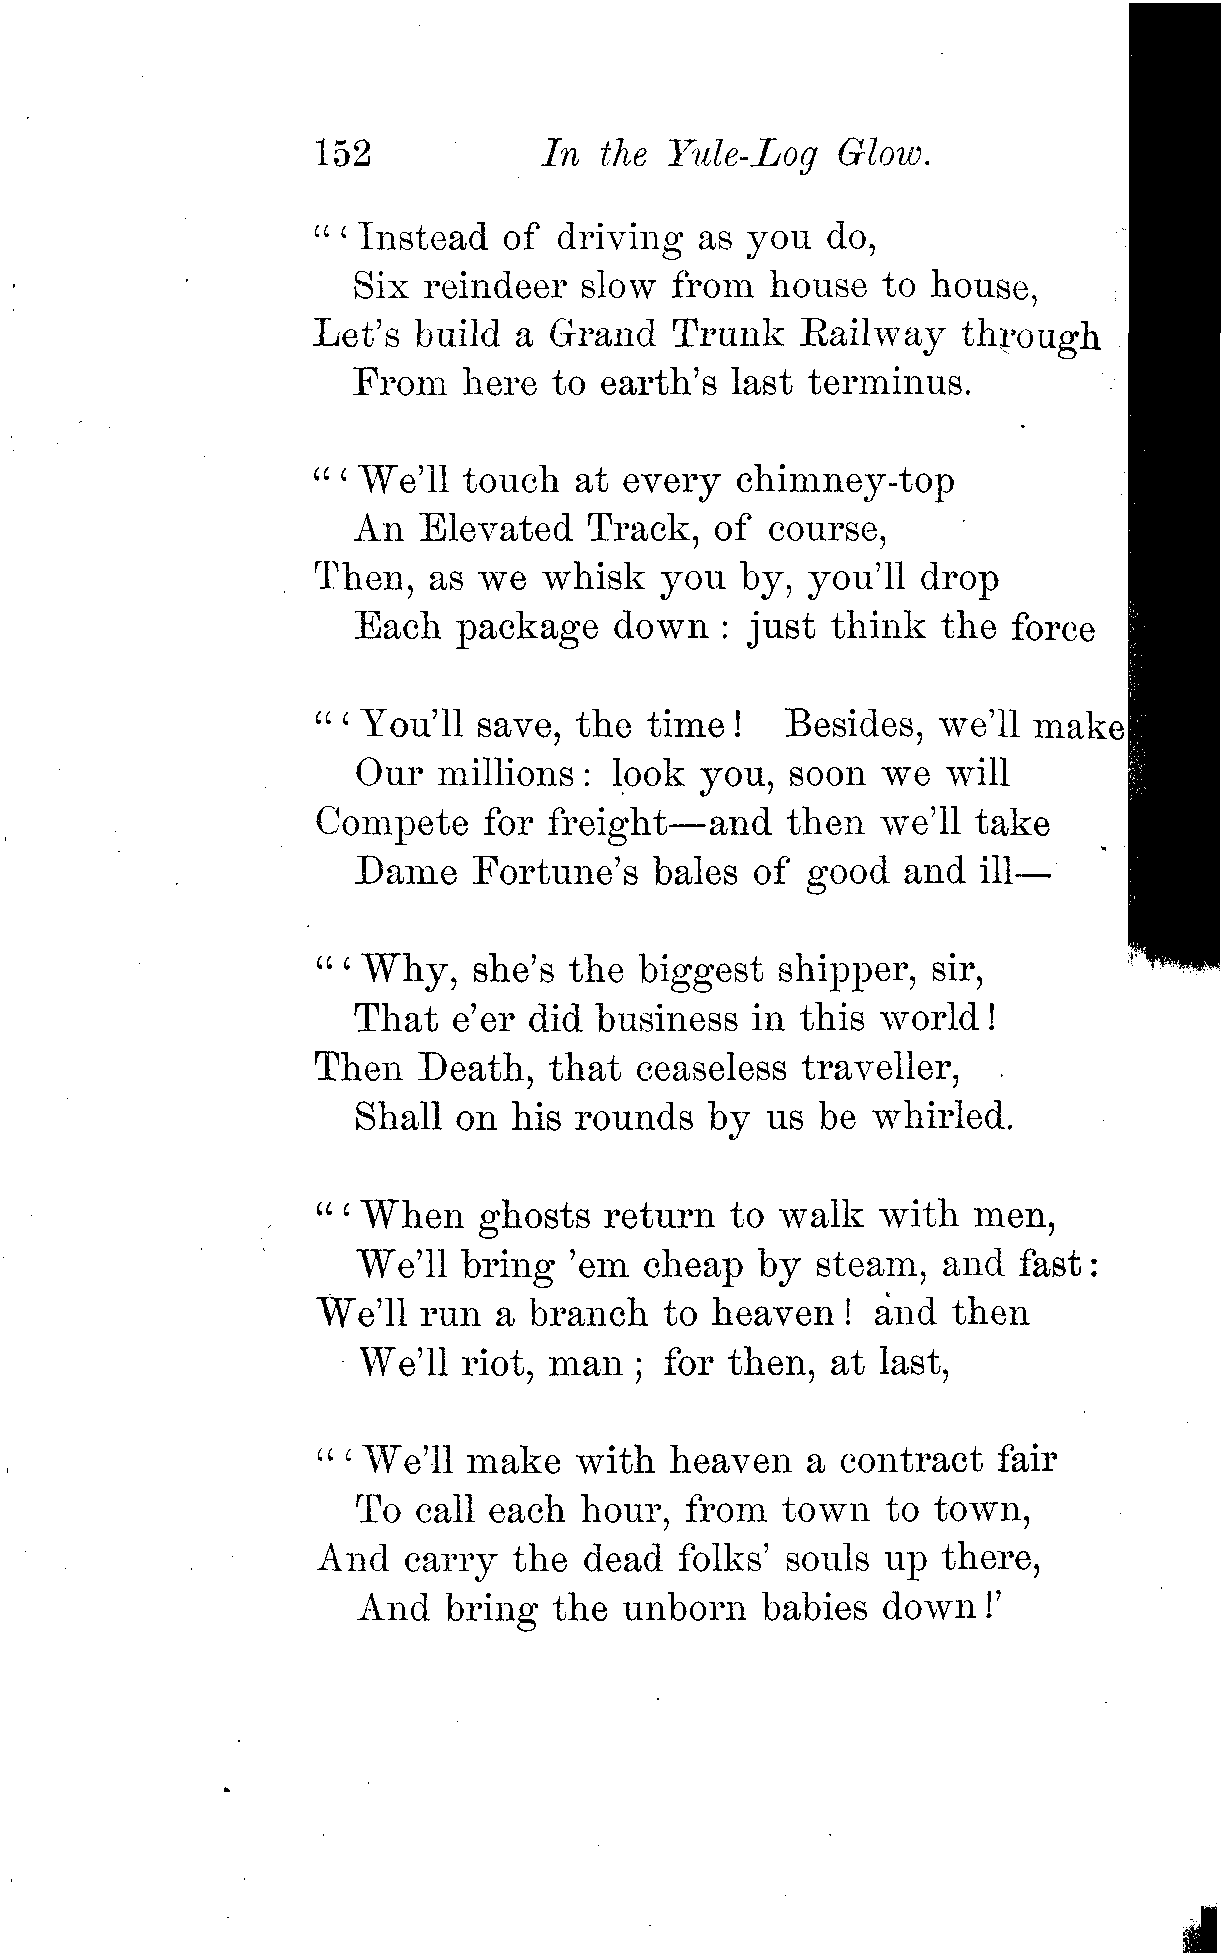 152 In the Yule-Log Glow.
"'Instead of driving as you do,
Six reindeer slow from house to house,
Let's build a Grand Trunk Railway through
From here to earth's last terminus.
"'We'll touch at every chimney-top
An Elevated Track, of course,
Then, as we whisk you by, you'll drop
Each package down : just think the force
"'You'll save, the time! Besides, we'll make
Our millions: look you, soon we will
Compete for freight—and then we'll take
Dame Fortune's bales of good and ill—
"'Why, she's the biggest shipper, sir,
That e'er did business in this world!
Then Death, that ceaseless traveller,
Shall on his rounds by us be whirled.
"'When ghosts return to walk with men,
We'll bring 'em cheap by steam, and fast:
We'll run a branch to heaven! and then
We'll riot, man ; for then, at last,
"'We'll make with heaven a contract fair
To call each hour, from town to town,
And carry the dead folks' souls up there,
And bring the unborn babies down!'